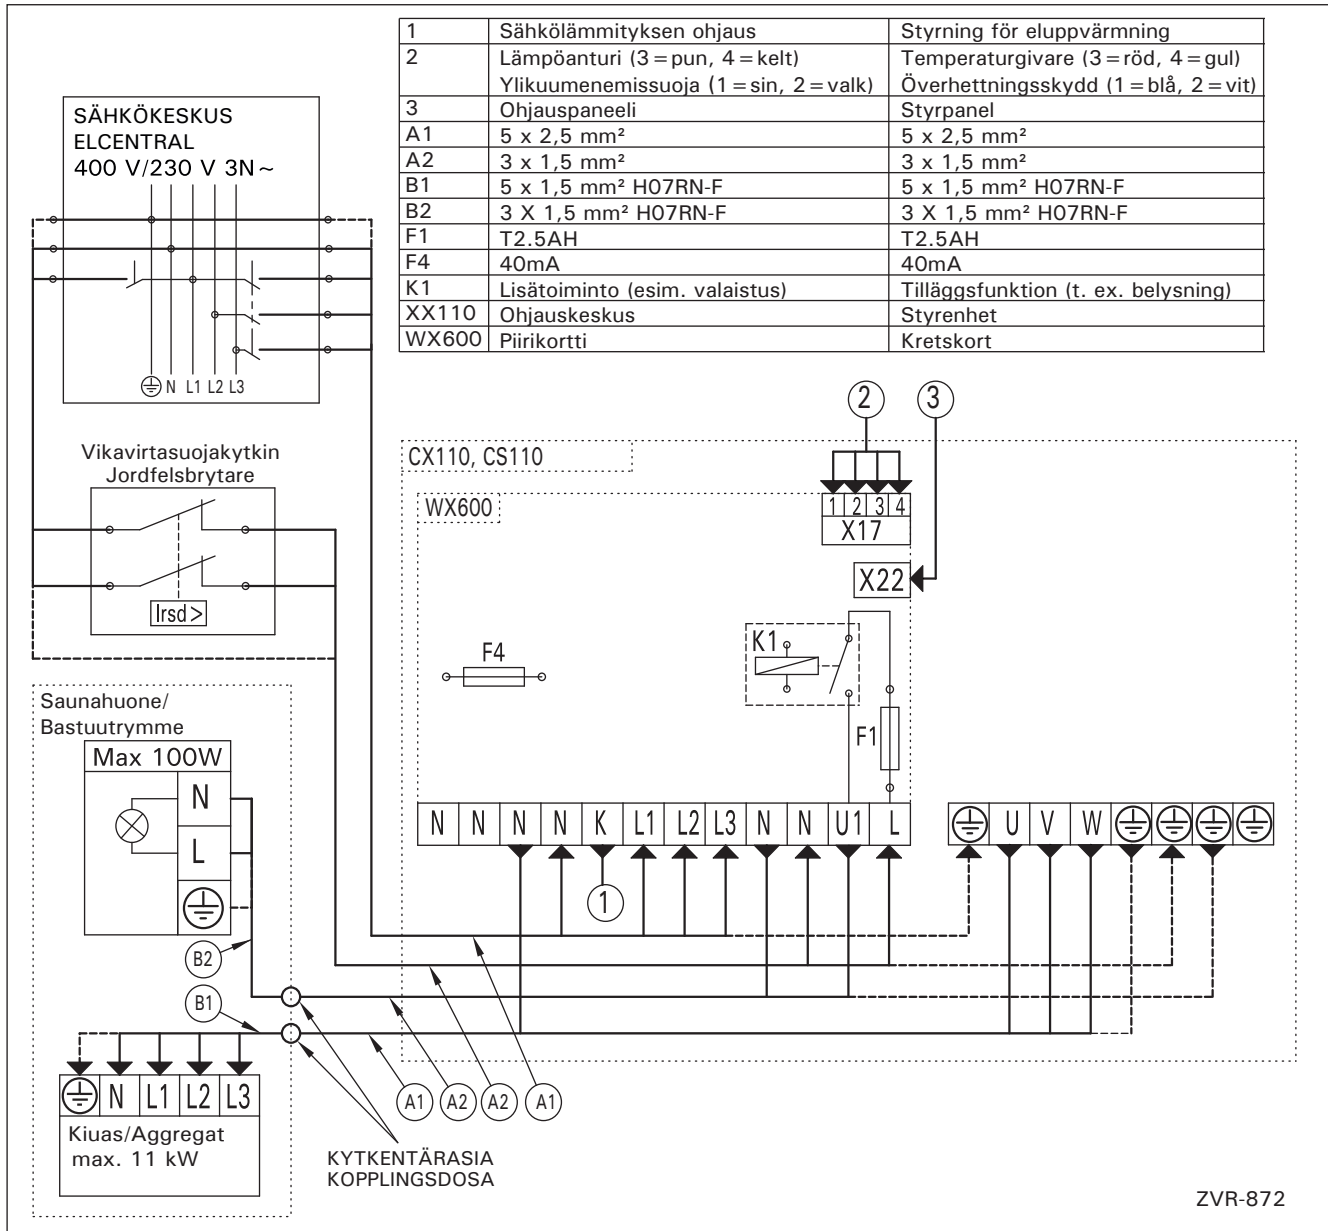 1 Sähkölämmityksen ohjaus Styrning för eluppvärmning
2 Lämpöanturi (3=pun, 4=kelt) Temperaturgivare (3=röd, 4=gul)
Ylikuumenemissuoja (1=sin, 2=valk) Överhettningsskydd (1=blå, 2=vit)
3 Ohjauspaneeli Styrpanel
A1 5 x 2,5 mm² 5 x 2,5 mm²
A2 3 x 1,5 mm² 3 x 1,5 mm²
B1 5 x 1,5 mm² H07RN-F 5 x 1,5 mm² H07RN-F
B2 3 X 1,5 mm² H07RN-F 3 X 1,5 mm² H07RN-F
F1 T2.5AH T2.5AH
F4 40mA 40mA
K1 Lisätoiminto (esim. valaistus) Tilläggsfunktion (t. ex. belysning)
XX110 Ohjauskeskus Styrenhet
WX600 Piirikortti Kretskort
SÄHKÖKESKUS
ELCENTRAL
400 V/230 V 3N~
N L1 L2 L3
Vikavirtasuojakytkin
Jordfelsbrytare
Irsd>
2 3
CX110, CS110
WX600
1 2 3 4
X17
X22
K1
F4
F1
N N N N K L1 L2 L3 N N U1 L
U V W
1
Saunahuone/
Bastuutrymme
Max 100W
N
L
B2
B1
N L1 L2 L3
Kiuas/Aggregat
max. 11 kW
A1 A2 A2 A1
KYTKENTÄRASIA
KOPPLINGSDOSA
ZVR-872